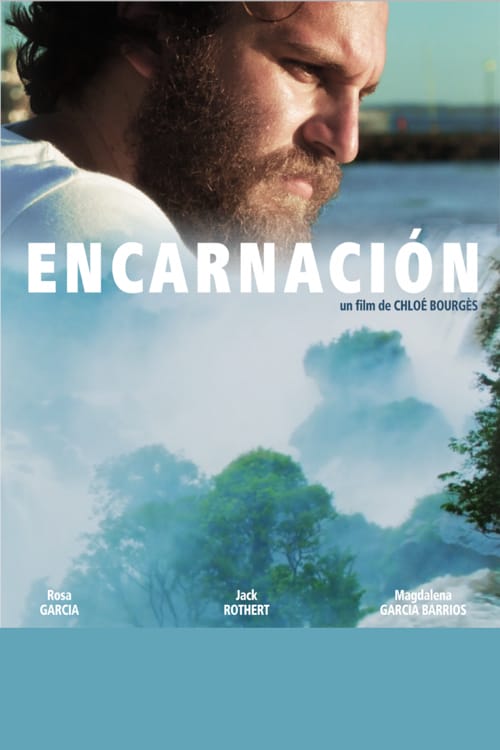 ENCARNACIÓN
un film de CHLOÉ BOURGÈS
Rosa Jack Magdalena
GARCIA ROTHERT GARCIA BARRIOS